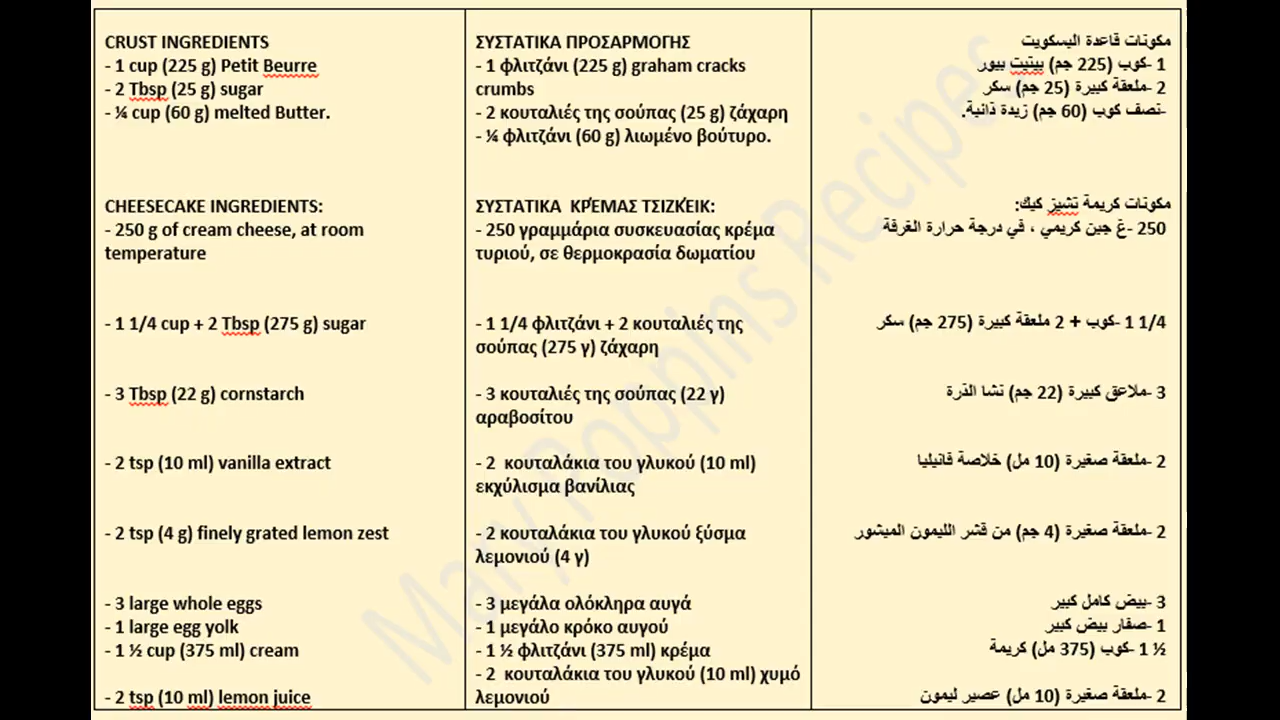 CRUST INGREDIENTS
- 1 cup (225 g) Petit Beurre
- 2 Tbsp (25 g) sugar
- ¼ cup (60 g) melted Butter.
CHEESECAKE INGREDIENTS:
- 250 g of cream cheese, at room
temperature
- 1 1/4 cup + 2 Tbsp (275 g) sugar
- 3 Tbsp (22 g) cornstarch
- 2 tsp (10 ml) vanilla extract
- 2 tsp (4 g) finely grated lemon zest
- 3 large whole eggs
- 1 large egg yolk
- 1 ½ cup (375 ml) cream
- 2 tsp (10 ml) lemon juice
ΣΥΣΤΑΤΙΚΑ ΠΡΟΣΑΡΜΟΓΗΣ
- 1 φλιτζάνι (225 g) graham cracks
crumbs
- 2 κουταλιές της σούπας (25 g) ζάχαρη
- ¼ φλιτζάνι (60 g) λιωμένο βούτυρο.
ΣΥΣΤΑΤΙΚΑ ΚΡΈΜΑΣ ΤΣΙΖΚΈΙΚ:
- 250 γραμμάρια συσκευασίας κρέμα
τυριού, σε θερμοκρασία δωματίου
- 1 1/4 φλιτζάνι + 2 κουταλιές της
σούπας (275 γ) ζάχαρη
- 3 κουταλιές της σούπας (22 γ)
αραβοσίτου
- 2 κουταλάκια του γλυκού (10 ml)
εκχύλισμα βανίλιας
- 2 κουταλάκια του γλυκού ξύσμα
λεμονιού (4 γ)
- 3 μεγάλα ολόκληρα αυγά
- 1 μεγάλο κρόκο αυγού
- 1 ½ φλιτζάνι (375 ml) κρέμα
- 2 κουταλάκια του γλυκού (10 ml) χυμό
λεμονιού
مكونات قاعدة اليسكويت
1 -كوب (225 جم) بيتيت بيور
2 -ملعقة كبيرة (25 جم) سكر
-نصف كوب (60 جم) زبدة ذائبة.
مكونات كريمة تشيز كيك:
250 -غ جبن كريمي ، في درجة حرارة الغرفة
1 1/4 -كوب + 2 ملعقة كبيرة (275 جم) سكر
3 -ملاعق كبيرة (22 جم) نشا الذرة
2 -ملعقة صغيرة (10 مل) خلاصة فانيليا
2 -ملعقة صغيرة (4 جم) من قشر الليمون الميشور
3 -بيض كامل كبير
1 -صفار بيض كبير
1 ½ -كوب (375 مل) كريمة
2 -ملعقة صغيرة (10 مل) عصير ليمون
Mary Poppins Recipes